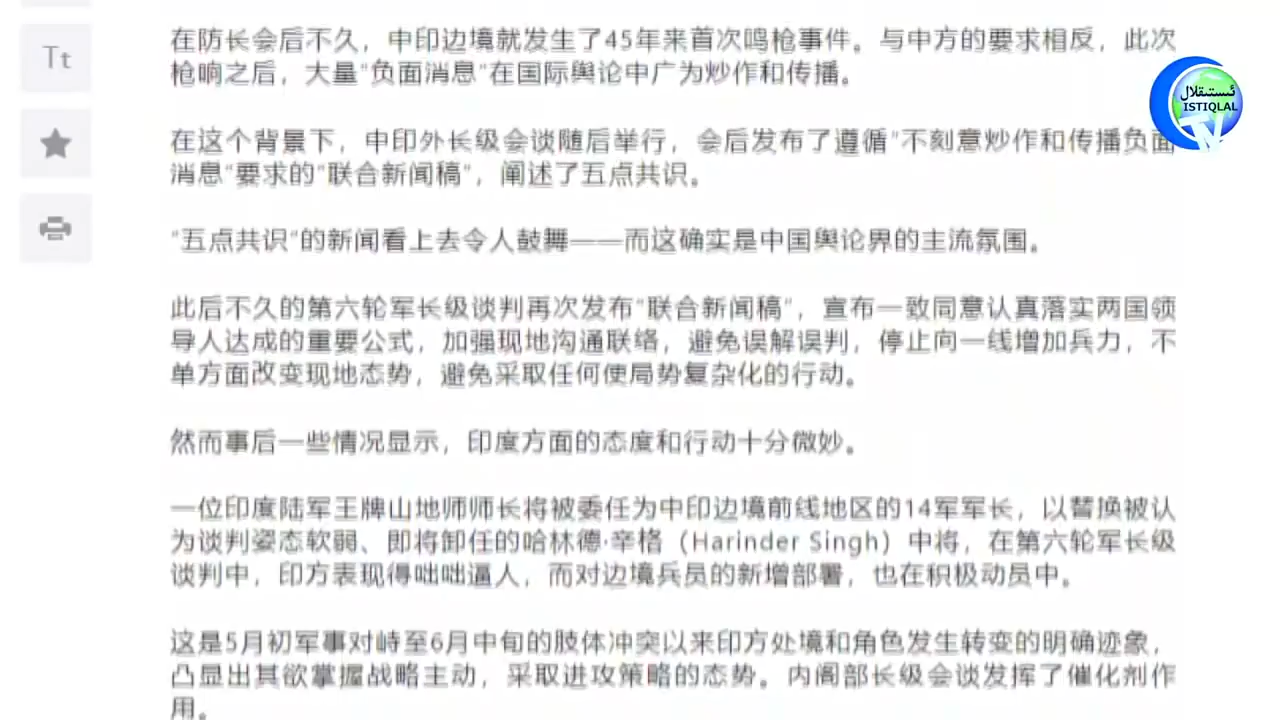 在防长会后不久，中印边境就发生了45年来首次鸣枪事件。与中方的要求相反，此次
枪响之后，大量“负面消息”在国际舆论中广为炒作和传播。
在这个背景下，中印外长级会谈随后举行，会后发布了遵循“不刻意炒作和传播负面
消息”要求的“联合新闻稿”，阐述了五点共识。
“五点共识”的新闻看上去令人鼓舞——而这确实是中国舆论界的主流氛围。
此后不久的第六轮军长级谈判再次发布“联合新闻稿”，宣布一致同意认真落实两国领
导人达成的重要公式，加强现地沟通联络，避免误解误判，停止向一线增加兵力，不
单方面改变现地态势，避免采取任何使局势复杂化的行动。
然而事后一些情况显示，印度方面的态度和行动十分微妙。
一位印度陆军王牌山地师师长将被委任为中印边境前线地区的14军军长，以替换被认
为谈判姿态软弱、即将卸任的哈林德·辛格（Harinder Singh）中将，在第六轮军长级
谈判中，印方表现得咄咄逼人，而对边境兵员的新增部署，也在积极动员中。
这是5月初军事对峙至6月中旬的肢体冲突以来印方处境和角色发生转变的明确迹象，
凸显出其欲掌握战略主动，采取进攻策略的态势。内阁部长级会谈发挥了催化剂作
用。
Tt
ئىستىقلال
ISTIQLAL
TV